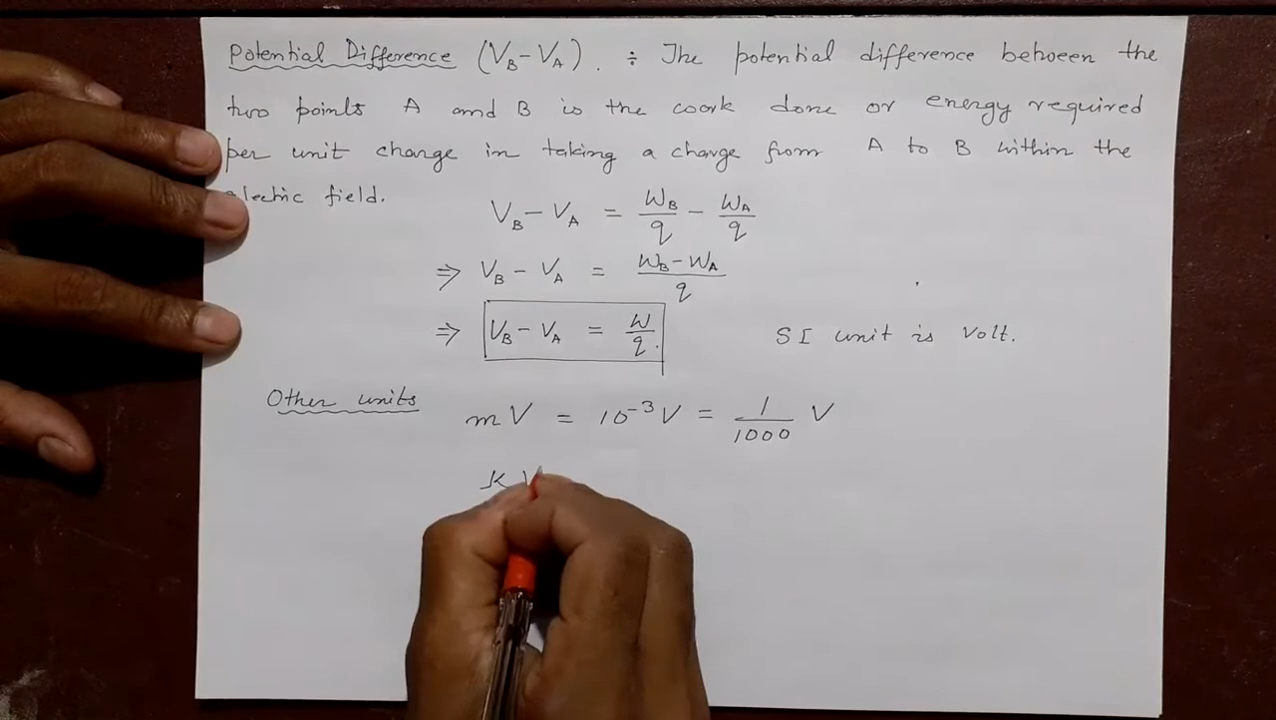 Potential Difference (V_B - V_A). ÷ The potential difference between the
two points A and B is the work done or energy required
per unit charge in taking a charge from A to B within the
electric field.
V_B - V_A = W_B/q - W_A/q
⇒ V_B - V_A = (W_B - W_A)/q
⇒ V_B - V_A = W/q. SI unit is Volt.
Other units mV = 10^-3 V = 1/1000 V
KV